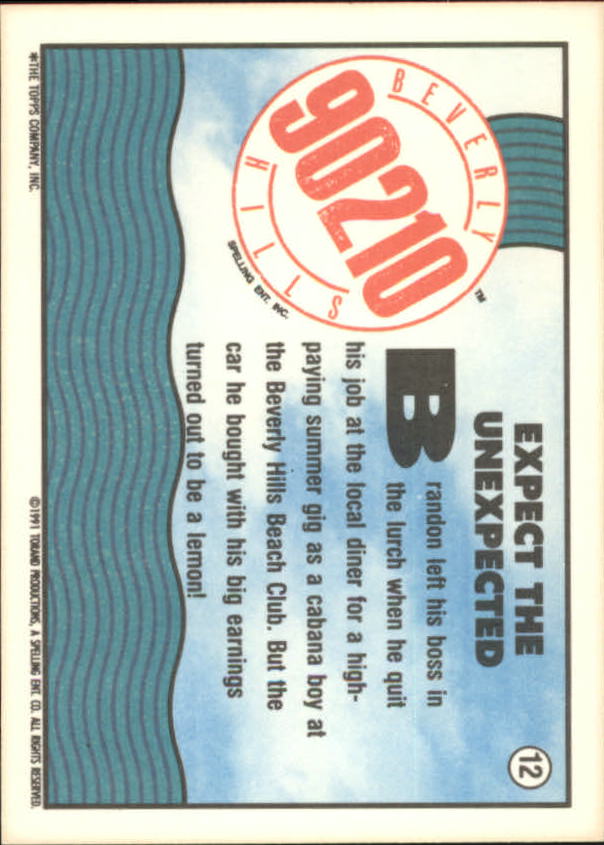 12
EXPECT THE
UNEXPECTED
BEVERLY
90210
HILLS
TM
SPELLING ENT. INC.
Brandon left his boss in
the lurch when he quit
his job at the local diner for a high-
paying summer gig as a cabana boy at
the Beverly Hills Beach Club. But the
car he bought with his big earnings
turned out to be a lemon!
*THE TOPPS COMPANY, INC.
©1991 TORAND PRODUCTIONS, A SPELLING ENT. CO. ALL RIGHTS RESERVED.